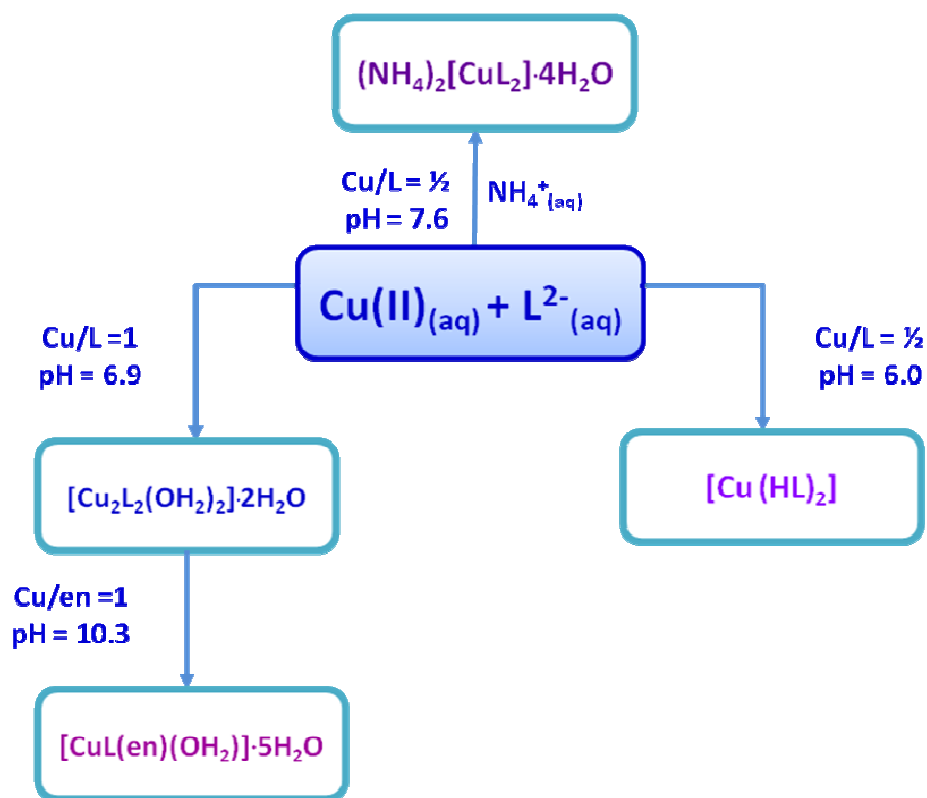 (NH₄)₂[CuL₂]·4H₂O
Cu/L = ½
pH = 7.6
NH₄⁺(aq)
Cu(II)(aq) + L²⁻(aq)
Cu/L =1
pH = 6.9
Cu/L = ½
pH = 6.0
[Cu₂L₂(OH₂)₂]·2H₂O
[Cu (HL)₂]
Cu/en =1
pH = 10.3
[CuL(en)(OH₂)]·5H₂O